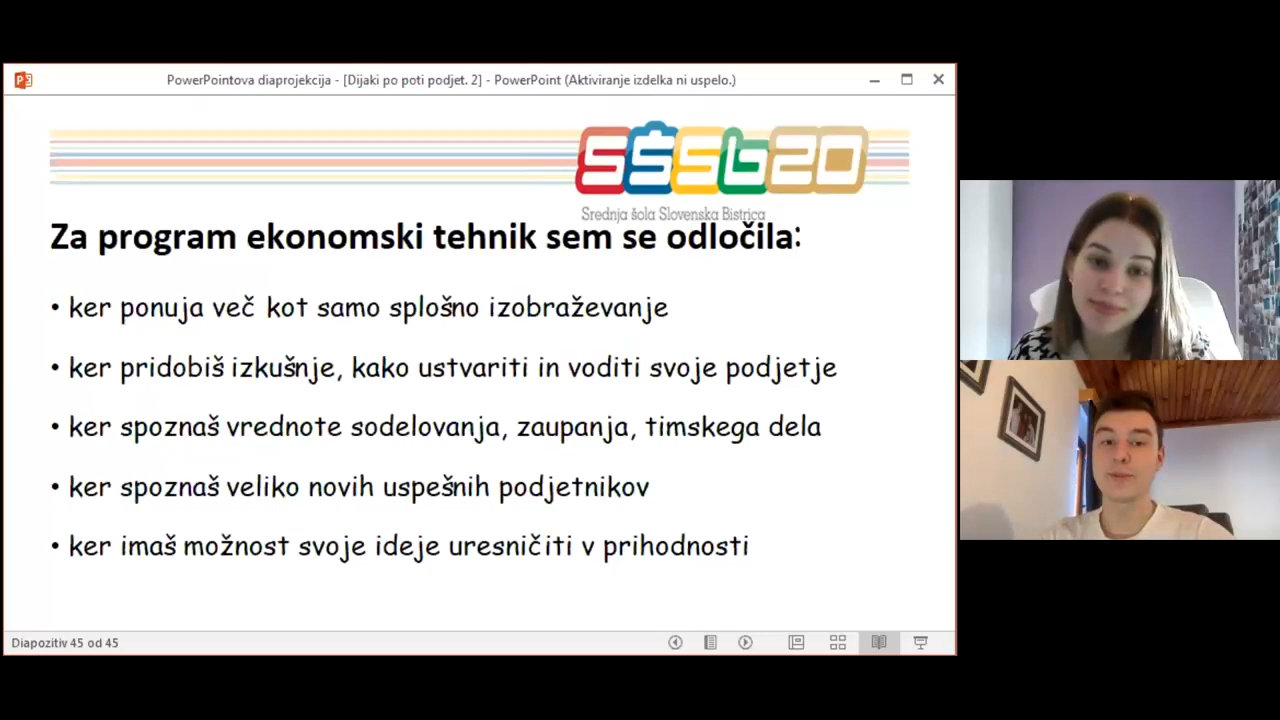 PowerPointova diaprojekcija - [Dijaki po poti podjet. 2] - PowerPoint (Aktiviranje izdelka ni uspelo.)
SŠSb20
Srednja šola Slovenska Bistrica
Za program ekonomski tehnik sem se odločila:
• ker ponuja več kot samo splošno izobraževanje
• ker pridobiš izkušnje, kako ustvariti in voditi svoje podjetje
• ker spoznaš vrednote sodelovanja, zaupanja, timskega dela
• ker spoznaš veliko novih uspešnih podjetnikov
• ker imaš možnost svoje ideje uresničiti v prihodnosti
Diapozitiv 45 od 45